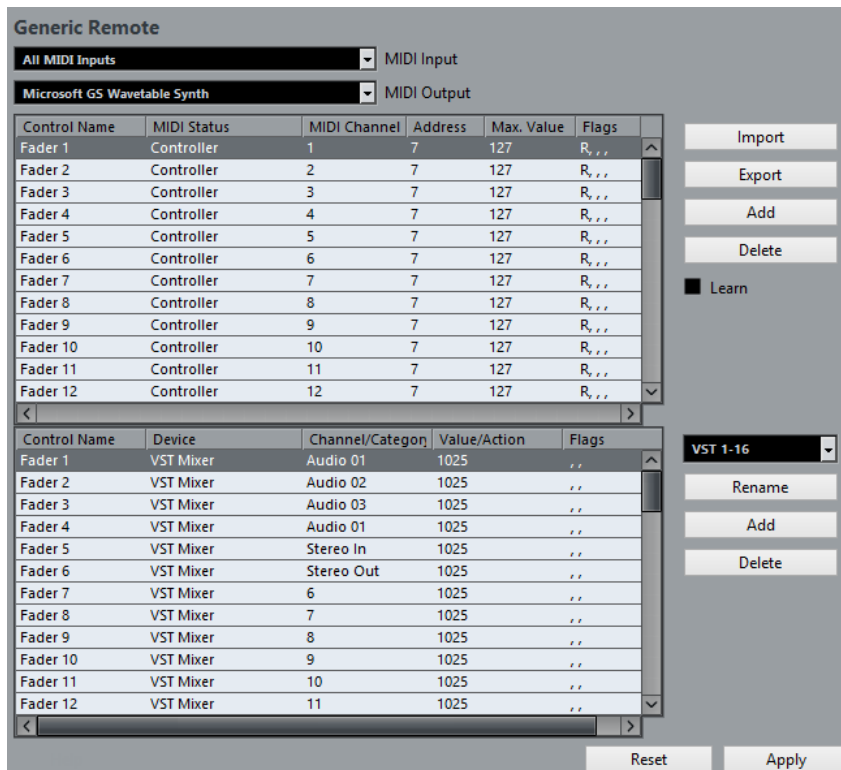 Generic Remote
All MIDI Inputs MIDI Input
Microsoft GS Wavetable Synth MIDI Output
Control Name MIDI Status MIDI Channel Address Max. Value Flags
Fader 1 Controller 1 7 127 R, , ,
Fader 2 Controller 2 7 127 R, , ,
Fader 3 Controller 3 7 127 R, , ,
Fader 4 Controller 4 7 127 R, , ,
Fader 5 Controller 5 7 127 R, , ,
Fader 6 Controller 6 7 127 R, , ,
Fader 7 Controller 7 7 127 R, , ,
Fader 8 Controller 8 7 127 R, , ,
Fader 9 Controller 9 7 127 R, , ,
Fader 10 Controller 10 7 127 R, , ,
Fader 11 Controller 11 7 127 R, , ,
Fader 12 Controller 12 7 127 R, , ,
Import
Export
Add
Delete
Learn
Control Name Device Channel/Categor Value/Action Flags
Fader 1 VST Mixer Audio 01 1025 , ,
Fader 2 VST Mixer Audio 02 1025 , ,
Fader 3 VST Mixer Audio 03 1025 , ,
Fader 4 VST Mixer Audio 01 1025 , ,
Fader 5 VST Mixer Stereo In 1025 , ,
Fader 6 VST Mixer Stereo Out 1025 , ,
Fader 7 VST Mixer 6 1025 , ,
Fader 8 VST Mixer 7 1025 , ,
Fader 9 VST Mixer 8 1025 , ,
Fader 10 VST Mixer 9 1025 , ,
Fader 11 VST Mixer 10 1025 , ,
Fader 12 VST Mixer 11 1025 , ,
VST 1-16
Rename
Add
Delete
Reset Apply